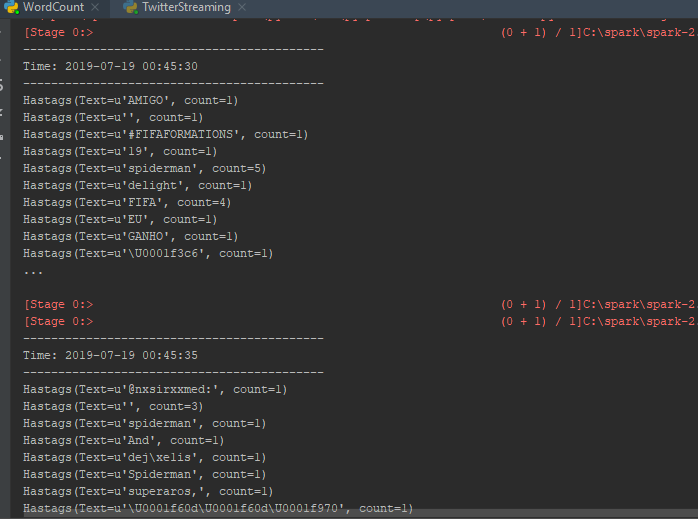 WordCount × TwitterStreaming ×
[Stage 0:> (0 + 1) / 1]C:\spark\spark-2
-------------------------------------------
Time: 2019-07-19 00:45:30
-------------------------------------------
Hastags(Text=u'AMIGO', count=1)
Hastags(Text=u'', count=1)
Hastags(Text=u'#FIFAFORMATIONS', count=1)
Hastags(Text=u'19', count=1)
Hastags(Text=u'spiderman', count=5)
Hastags(Text=u'delight', count=1)
Hastags(Text=u'FIFA', count=4)
Hastags(Text=u'EU', count=1)
Hastags(Text=u'GANHO', count=1)
Hastags(Text=u'\U0001f3c6', count=1)
...
[Stage 0:> (0 + 1) / 1]C:\spark\spark-2
[Stage 0:> (0 + 1) / 1]C:\spark\spark-2
-------------------------------------------
Time: 2019-07-19 00:45:35
-------------------------------------------
Hastags(Text=u'@nxsirxxmed:', count=1)
Hastags(Text=u'', count=3)
Hastags(Text=u'spiderman', count=1)
Hastags(Text=u'And', count=1)
Hastags(Text=u'dej\xelis', count=1)
Hastags(Text=u'Spiderman', count=1)
Hastags(Text=u'superaros,', count=1)
Hastags(Text=u'\U0001f60d\U0001f60d\U0001f970', count=1)